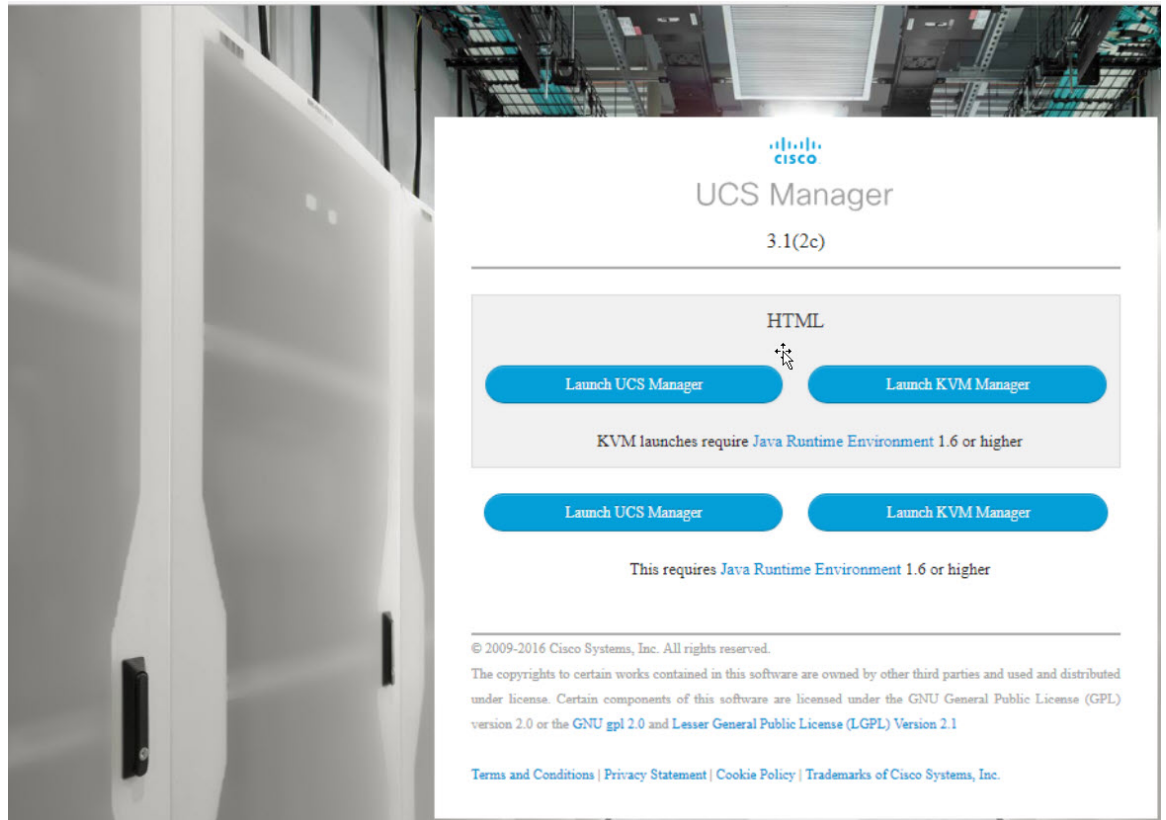 CISCO
UCS Manager
3.1(2c)
HTML
Launch UCS Manager
Launch KVM Manager
KVM launches require Java Runtime Environment 1.6 or higher
Launch UCS Manager
Launch KVM Manager
This requires Java Runtime Environment 1.6 or higher
© 2009-2016 Cisco Systems, Inc. All rights reserved.
The copyrights to certain works contained in this software are owned by other third parties and used and distributed
under license. Certain components of this software are licensed under the GNU General Public License (GPL)
version 2.0 or the GNU gpl 2.0 and Lesser General Public License (LGPL) Version 2.1
Terms and Conditions | Privacy Statement | Cookie Policy | Trademarks of Cisco Systems, Inc.